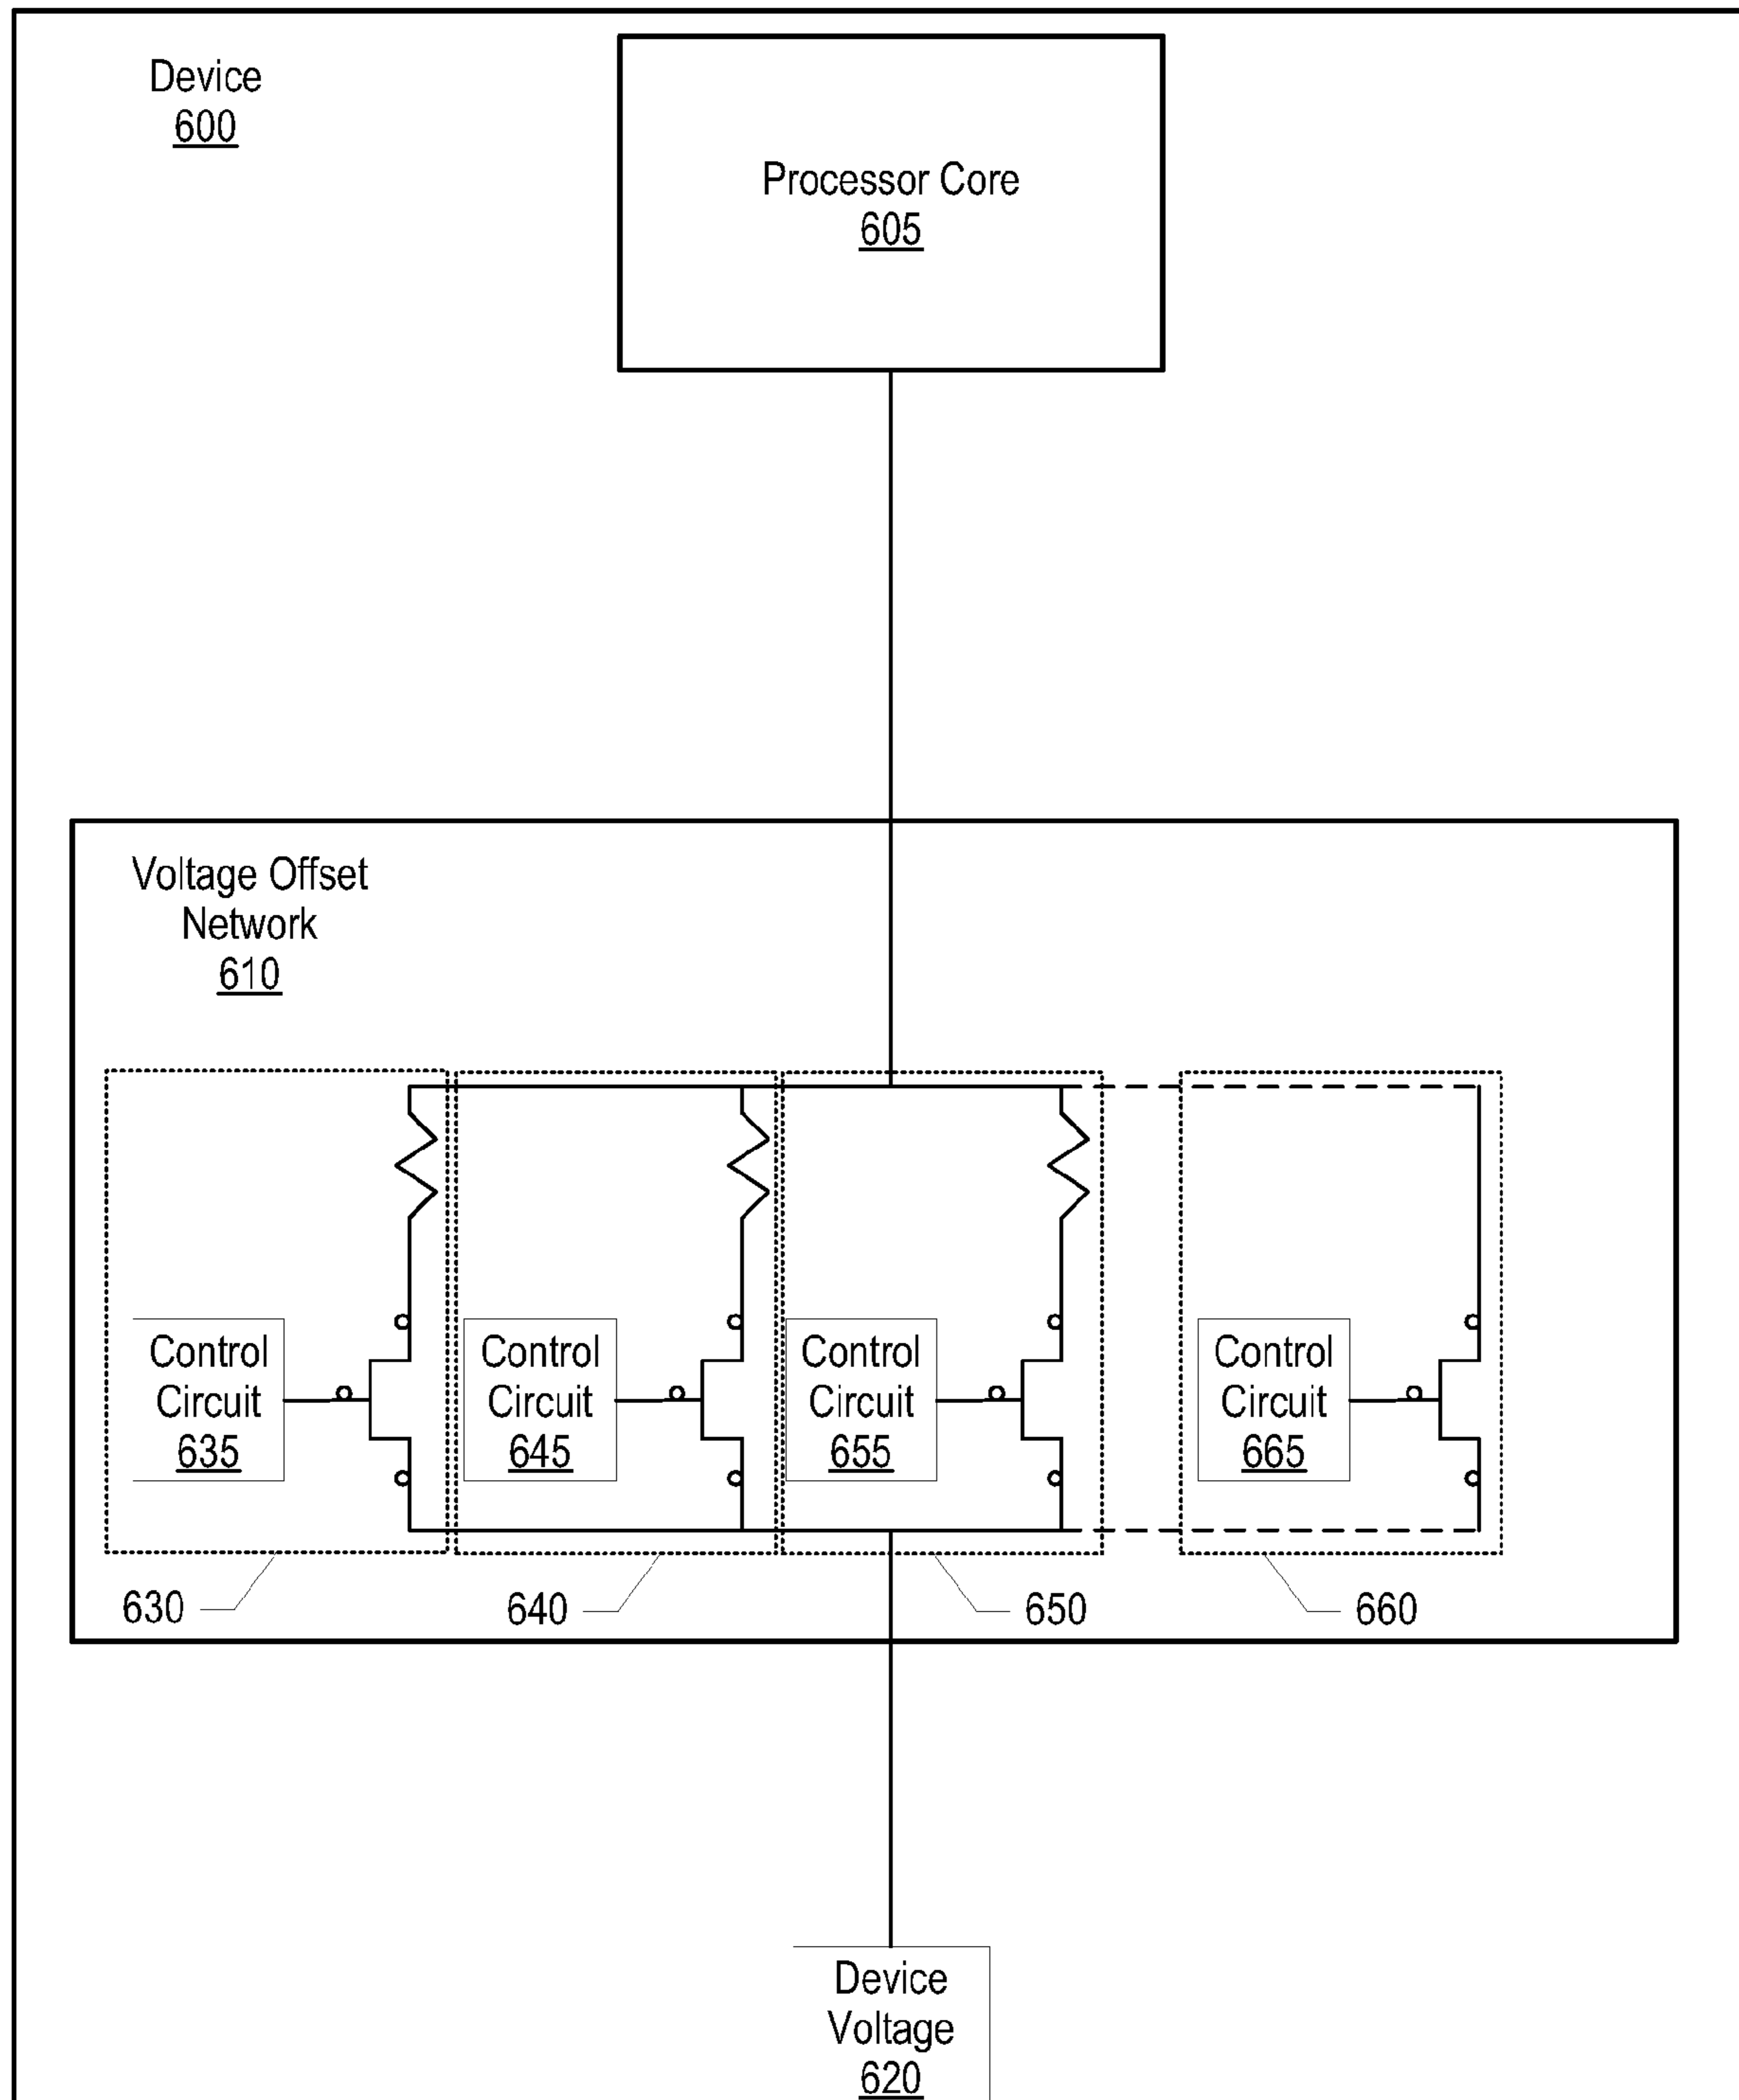 Device
600
Processor Core
605
Voltage Offset
Network
610
Control
Circuit
635
Control
Circuit
645
Control
Circuit
655
Control
Circuit
665
630
640
650
660
Device
Voltage
620